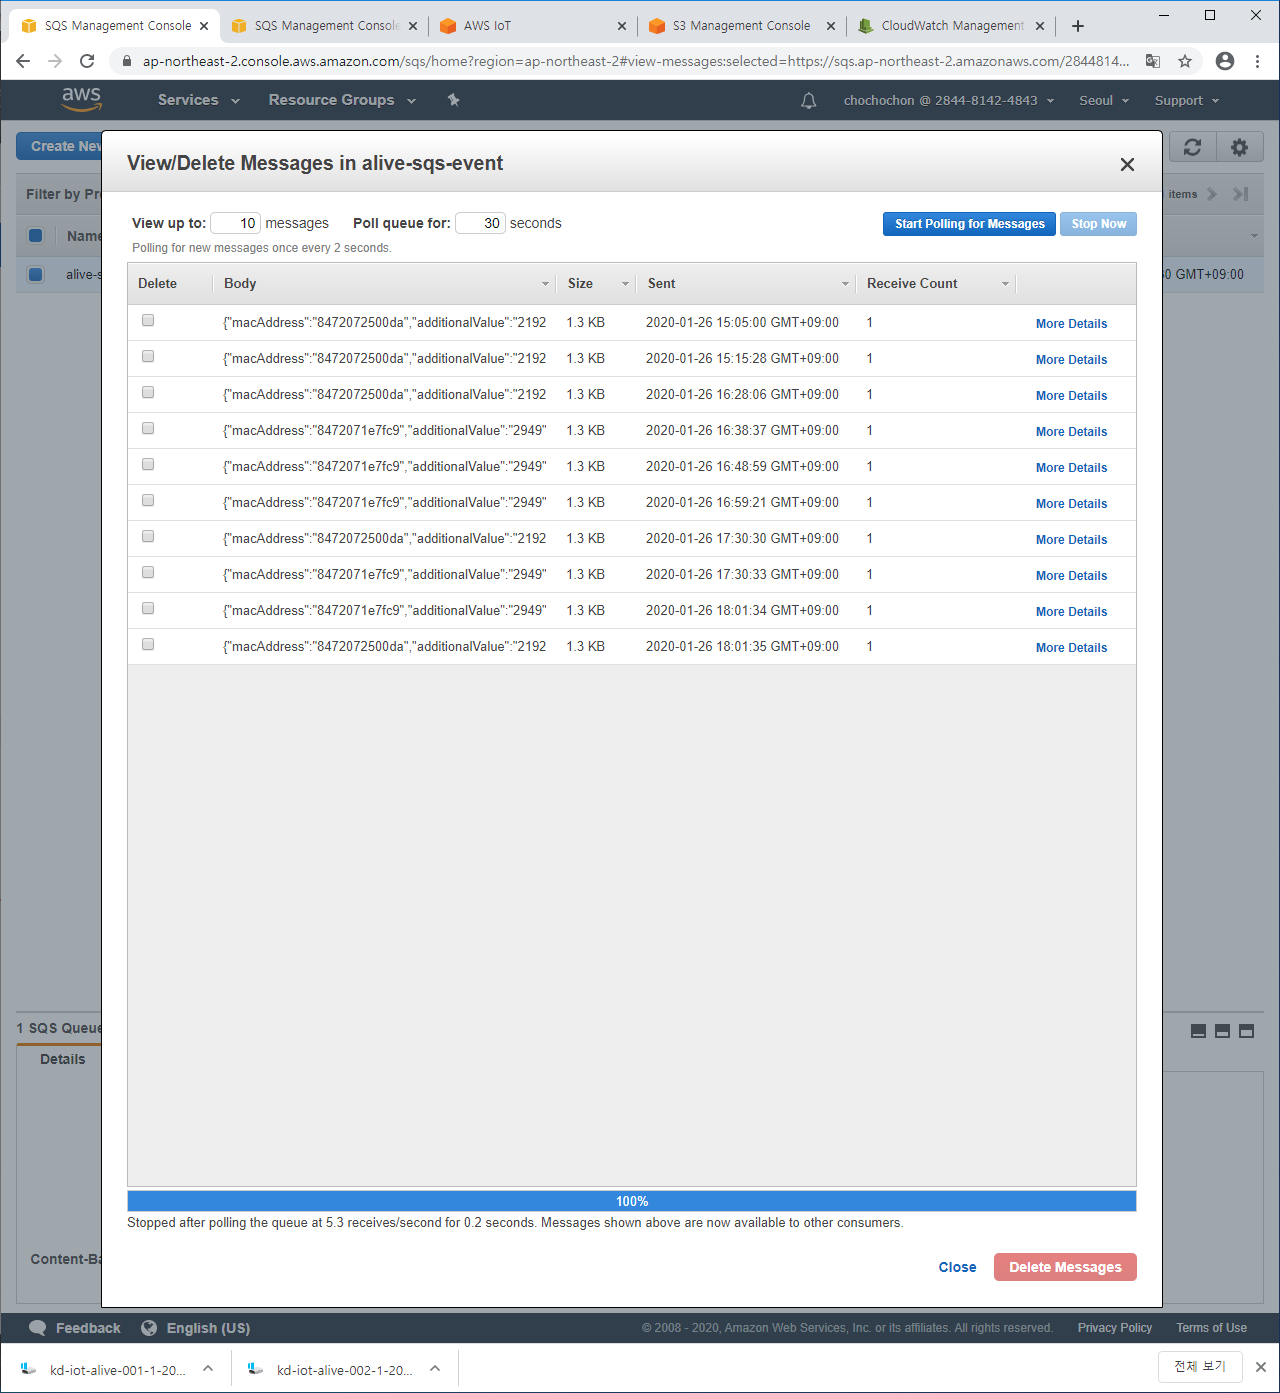 SQS Management Console
SQS Management Console
AWS IoT
S3 Management Console
CloudWatch Management
ap-northeast-2.console.aws.amazon.com/sqs/home?region=ap-northeast-2#view-messages:selected=https://sqs.ap-northeast-2.amazonaws.com/2844814...
aws Services Resource Groups chochochon @ 2844-8142-4843 Seoul Support
Create New
View/Delete Messages in alive-sqs-event
Filter by Pr
items
View up to: 10 messages Poll queue for: 30 seconds Start Polling for Messages Stop Now
Name
Polling for new messages once every 2 seconds.
alive-s
0 GMT+09:00
Delete Body Size Sent Receive Count
{"macAddress":"8472072500da","additionalValue":"2192 1.3 KB 2020-01-26 15:05:00 GMT+09:00 1 More Details
{"macAddress":"8472072500da","additionalValue":"2192 1.3 KB 2020-01-26 15:15:28 GMT+09:00 1 More Details
{"macAddress":"8472072500da","additionalValue":"2192 1.3 KB 2020-01-26 16:28:06 GMT+09:00 1 More Details
{"macAddress":"8472071e7fc9","additionalValue":"2949" 1.3 KB 2020-01-26 16:38:37 GMT+09:00 1 More Details
{"macAddress":"8472071e7fc9","additionalValue":"2949" 1.3 KB 2020-01-26 16:48:59 GMT+09:00 1 More Details
{"macAddress":"8472071e7fc9","additionalValue":"2949" 1.3 KB 2020-01-26 16:59:21 GMT+09:00 1 More Details
{"macAddress":"8472072500da","additionalValue":"2192 1.3 KB 2020-01-26 17:30:30 GMT+09:00 1 More Details
{"macAddress":"8472071e7fc9","additionalValue":"2949" 1.3 KB 2020-01-26 17:30:33 GMT+09:00 1 More Details
{"macAddress":"8472071e7fc9","additionalValue":"2949" 1.3 KB 2020-01-26 18:01:34 GMT+09:00 1 More Details
{"macAddress":"8472072500da","additionalValue":"2192 1.3 KB 2020-01-26 18:01:35 GMT+09:00 1 More Details
1 SQS Queue
Details
100%
Stopped after polling the queue at 5.3 receives/second for 0.2 seconds. Messages shown above are now available to other consumers.
Content-Ba
Close Delete Messages
Feedback English (US) © 2008 - 2020, Amazon Web Services, Inc. or its affiliates. All rights reserved. Privacy Policy Terms of Use
kd-iot-alive-001-1-20... kd-iot-alive-002-1-20... 전체 보기